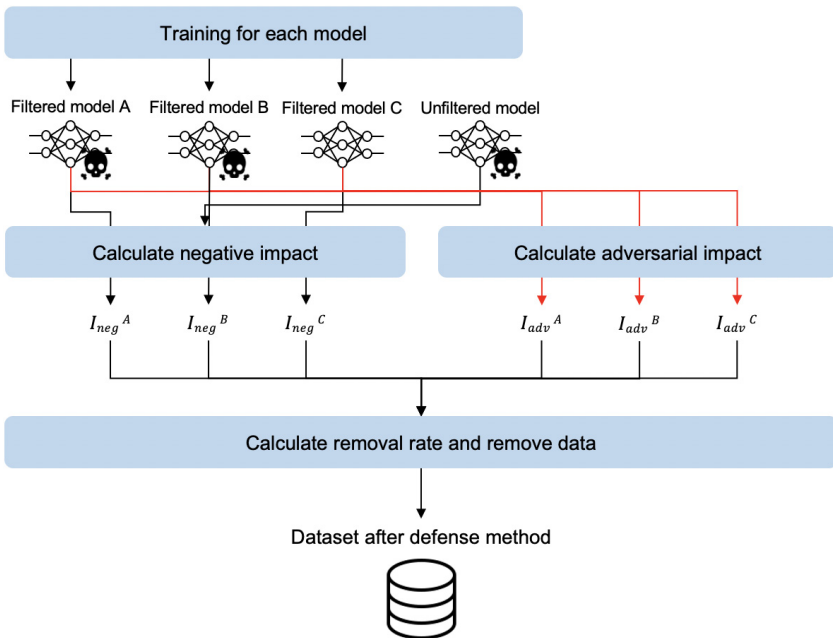 Training for each model
Filtered model A Filtered model B Filtered model C Unfiltered model
Calculate negative impact Calculate adversarial impact
I_neg^A I_neg^B I_neg^C I_adv^A I_adv^B I_adv^C
Calculate removal rate and remove data
Dataset after defense method